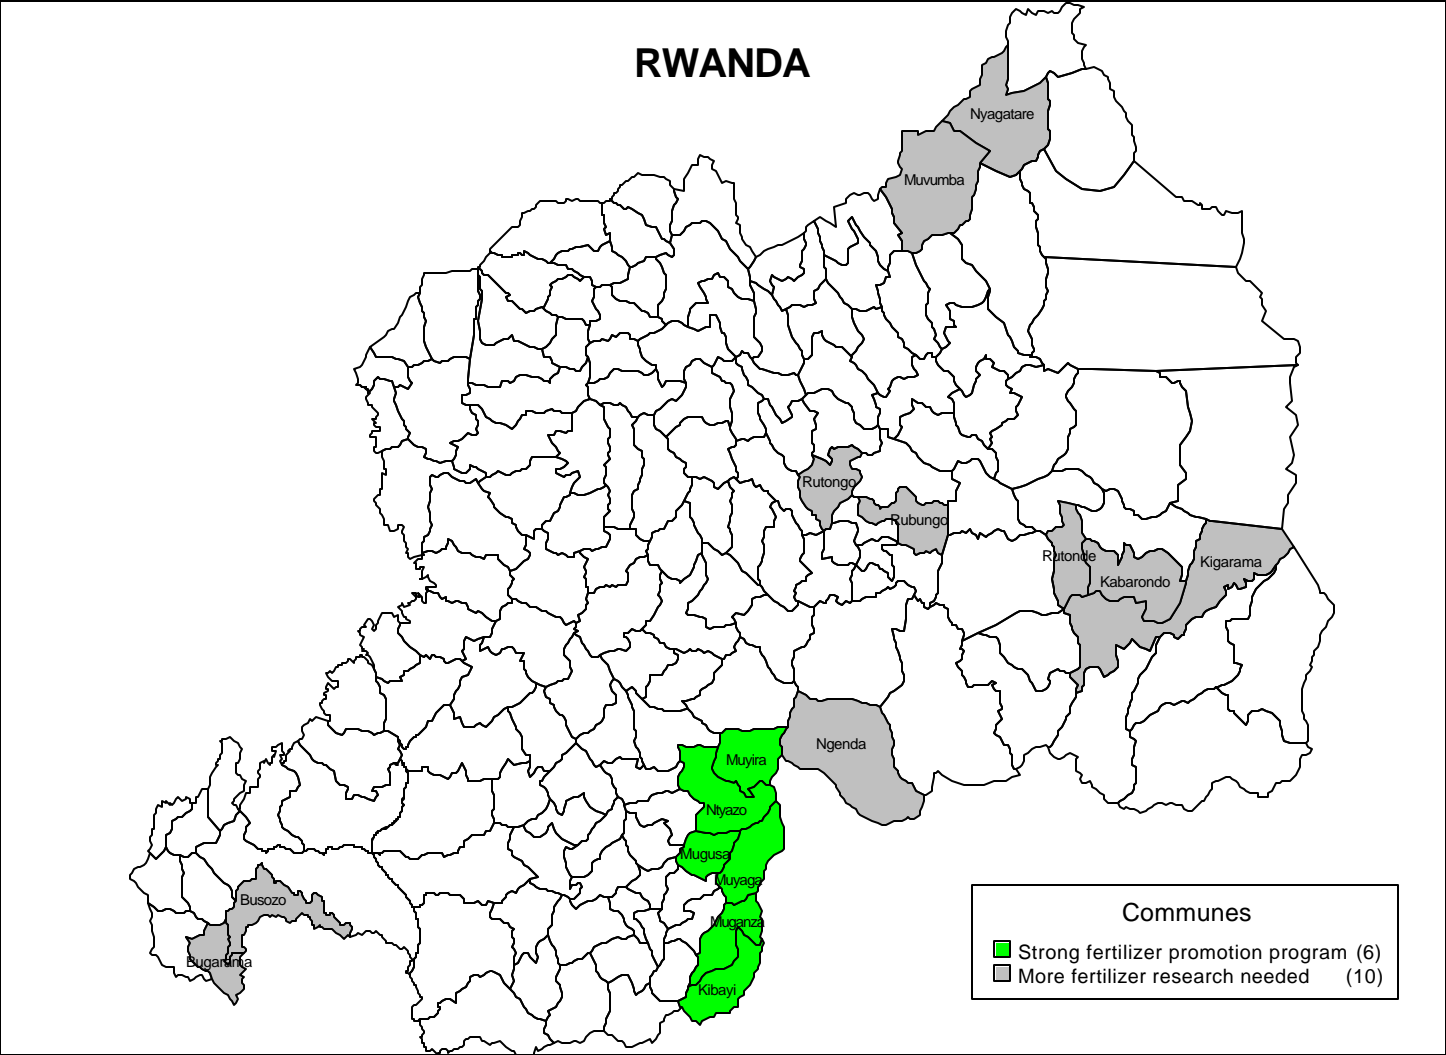 RWANDA
Nyagatare
Muvumba
Rutongo
Rubungo
Rutonde
Kigarama
Kabarondo
Ngenda
Muyira
Ntyazo
Mugusa
Muyaga
Busozo
Muganza
Bugarama
Kibayi
Communes
Strong fertilizer promotion program (6)
More fertilizer research needed (10)